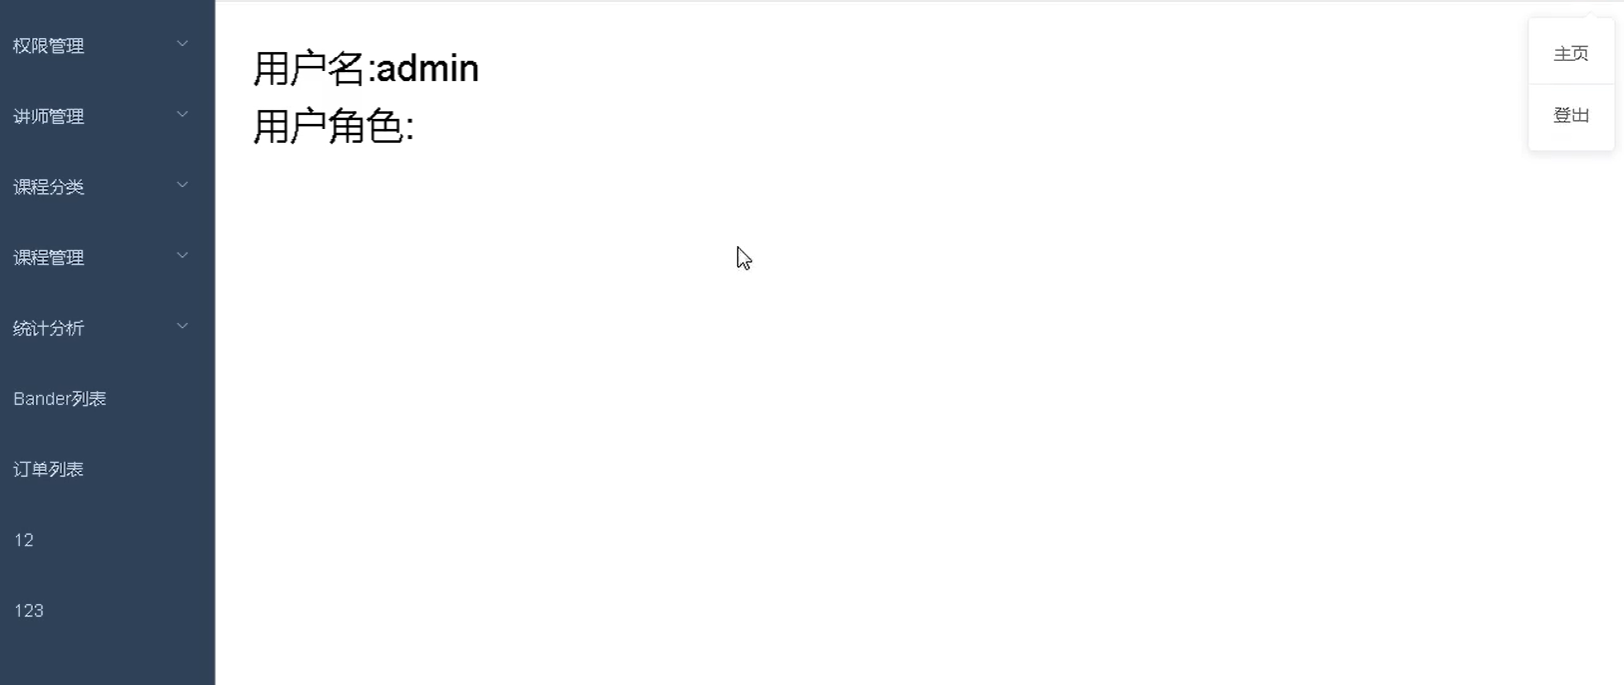 权限管理
讲师管理
课程分类
课程管理
统计分析
Bander列表
订单列表
12
123
用户名:admin
用户角色:
主页
登出